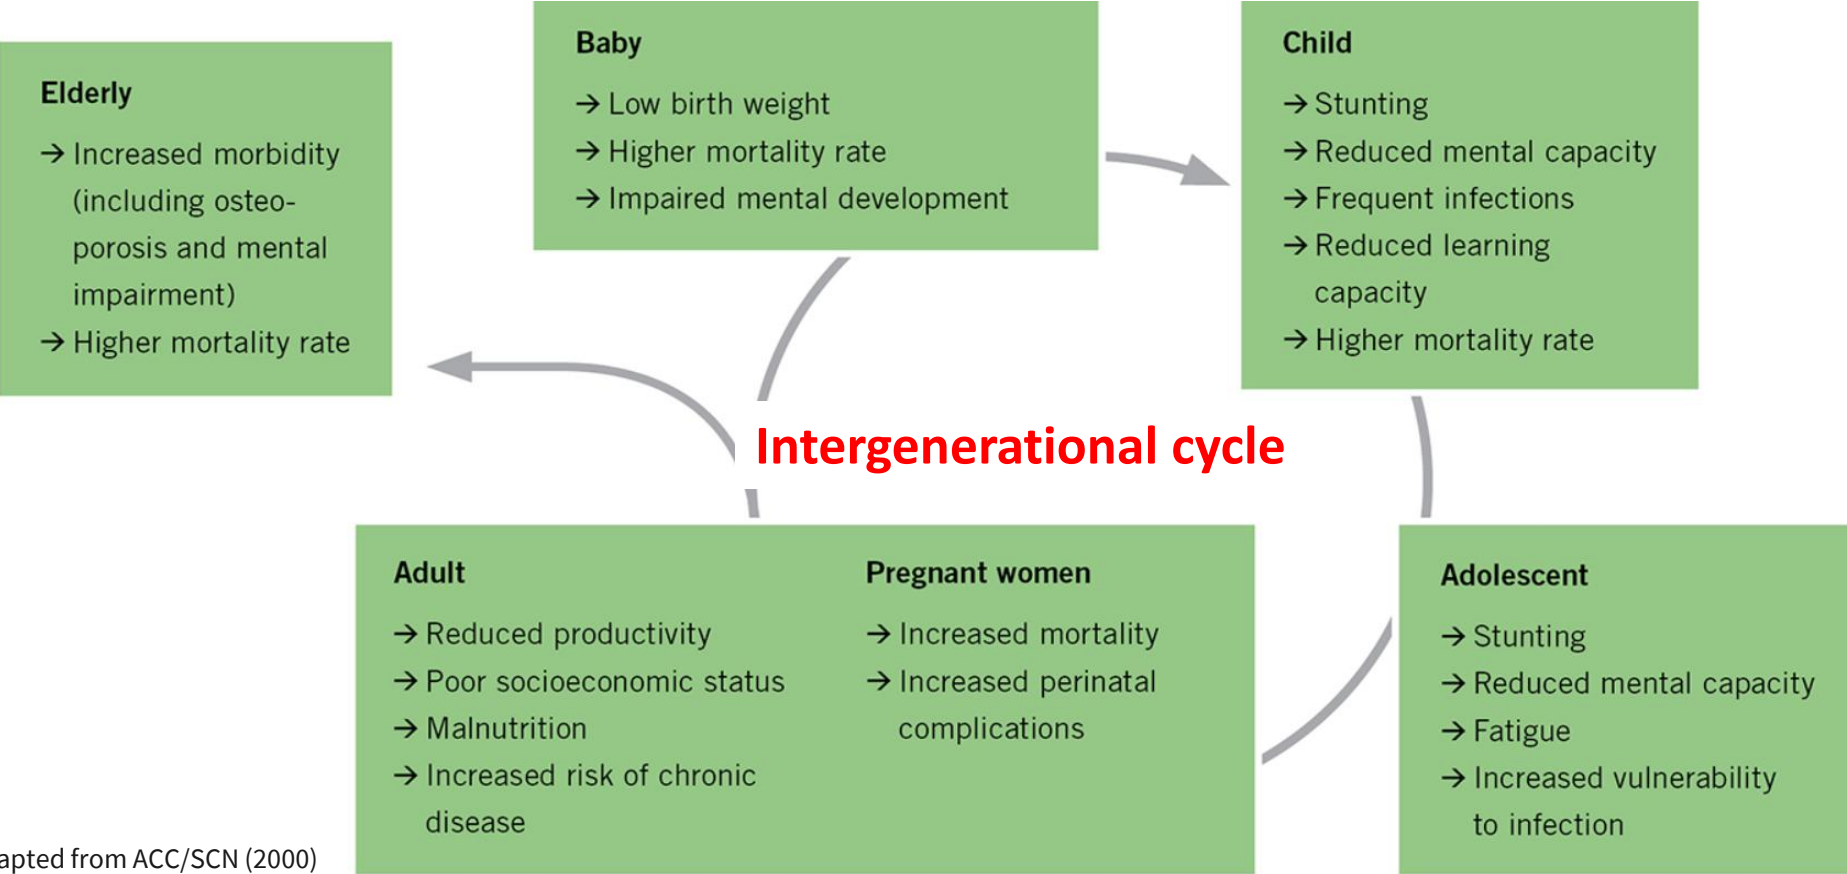 Elderly
→ Increased morbidity
(including osteo-
porosis and mental
impairment)
→ Higher mortality rate
Baby
→ Low birth weight
→ Higher mortality rate
→ Impaired mental development
Child
→ Stunting
→ Reduced mental capacity
→ Frequent infections
→ Reduced learning
capacity
→ Higher mortality rate
Intergenerational cycle
Adult
→ Reduced productivity
→ Poor socioeconomic status
→ Malnutrition
→ Increased risk of chronic
disease
Pregnant women
→ Increased mortality
→ Increased perinatal
complications
Adolescent
→ Stunting
→ Reduced mental capacity
→ Fatigue
→ Increased vulnerability
to infection
apted from ACC/SCN (2000)